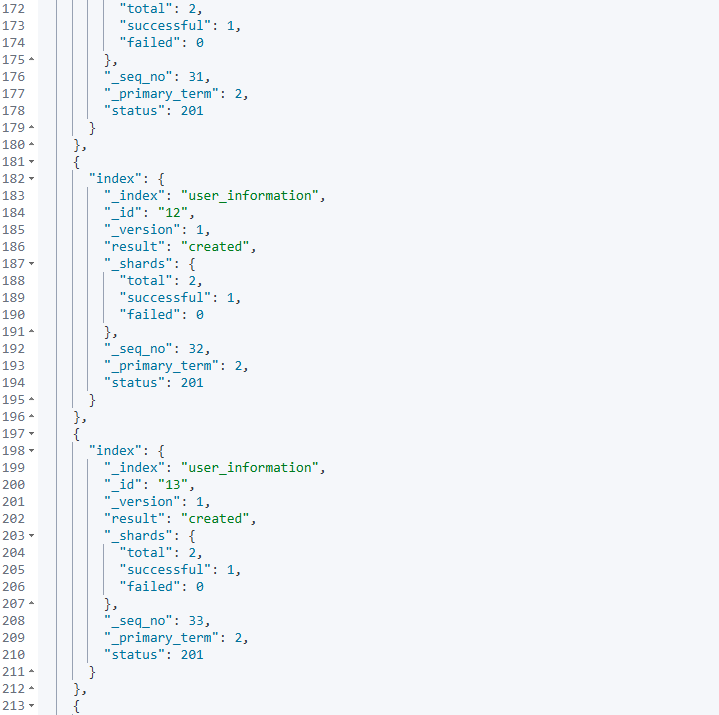 172 "total": 2,
173 "successful": 1,
174 "failed": 0
175 },
176 "_seq_no": 31,
177 "_primary_term": 2,
178 "status": 201
179 }
180 },
181 {
182 "index": {
183 "_index": "user_information",
184 "_id": "12",
185 "_version": 1,
186 "result": "created",
187 "_shards": {
188 "total": 2,
189 "successful": 1,
190 "failed": 0
191 },
192 "_seq_no": 32,
193 "_primary_term": 2,
194 "status": 201
195 }
196 },
197 {
198 "index": {
199 "_index": "user_information",
200 "_id": "13",
201 "_version": 1,
202 "result": "created",
203 "_shards": {
204 "total": 2,
205 "successful": 1,
206 "failed": 0
207 },
208 "_seq_no": 33,
209 "_primary_term": 2,
210 "status": 201
211 }
212 },
213 {